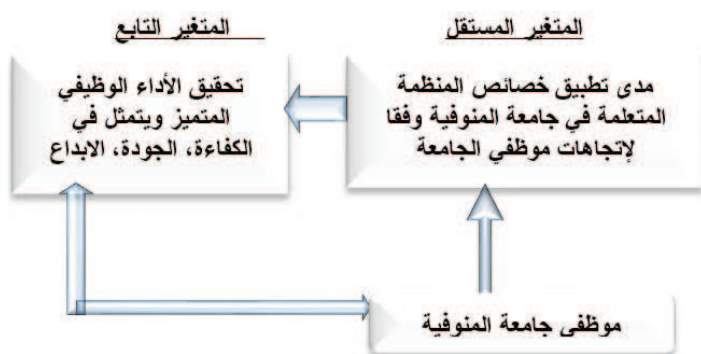 المتغير المستقل
المتغير التابع
مدى تطبيق خصائص المنظمة
المتعلمة في جامعة المنوفية وفقا
لإتجاهات موظفي الجامعة
تحقيق الأداء الوظيفي
المتميز ويتمثل في
الكفاءة، الجودة، الابداع
موظفى جامعة المنوفية